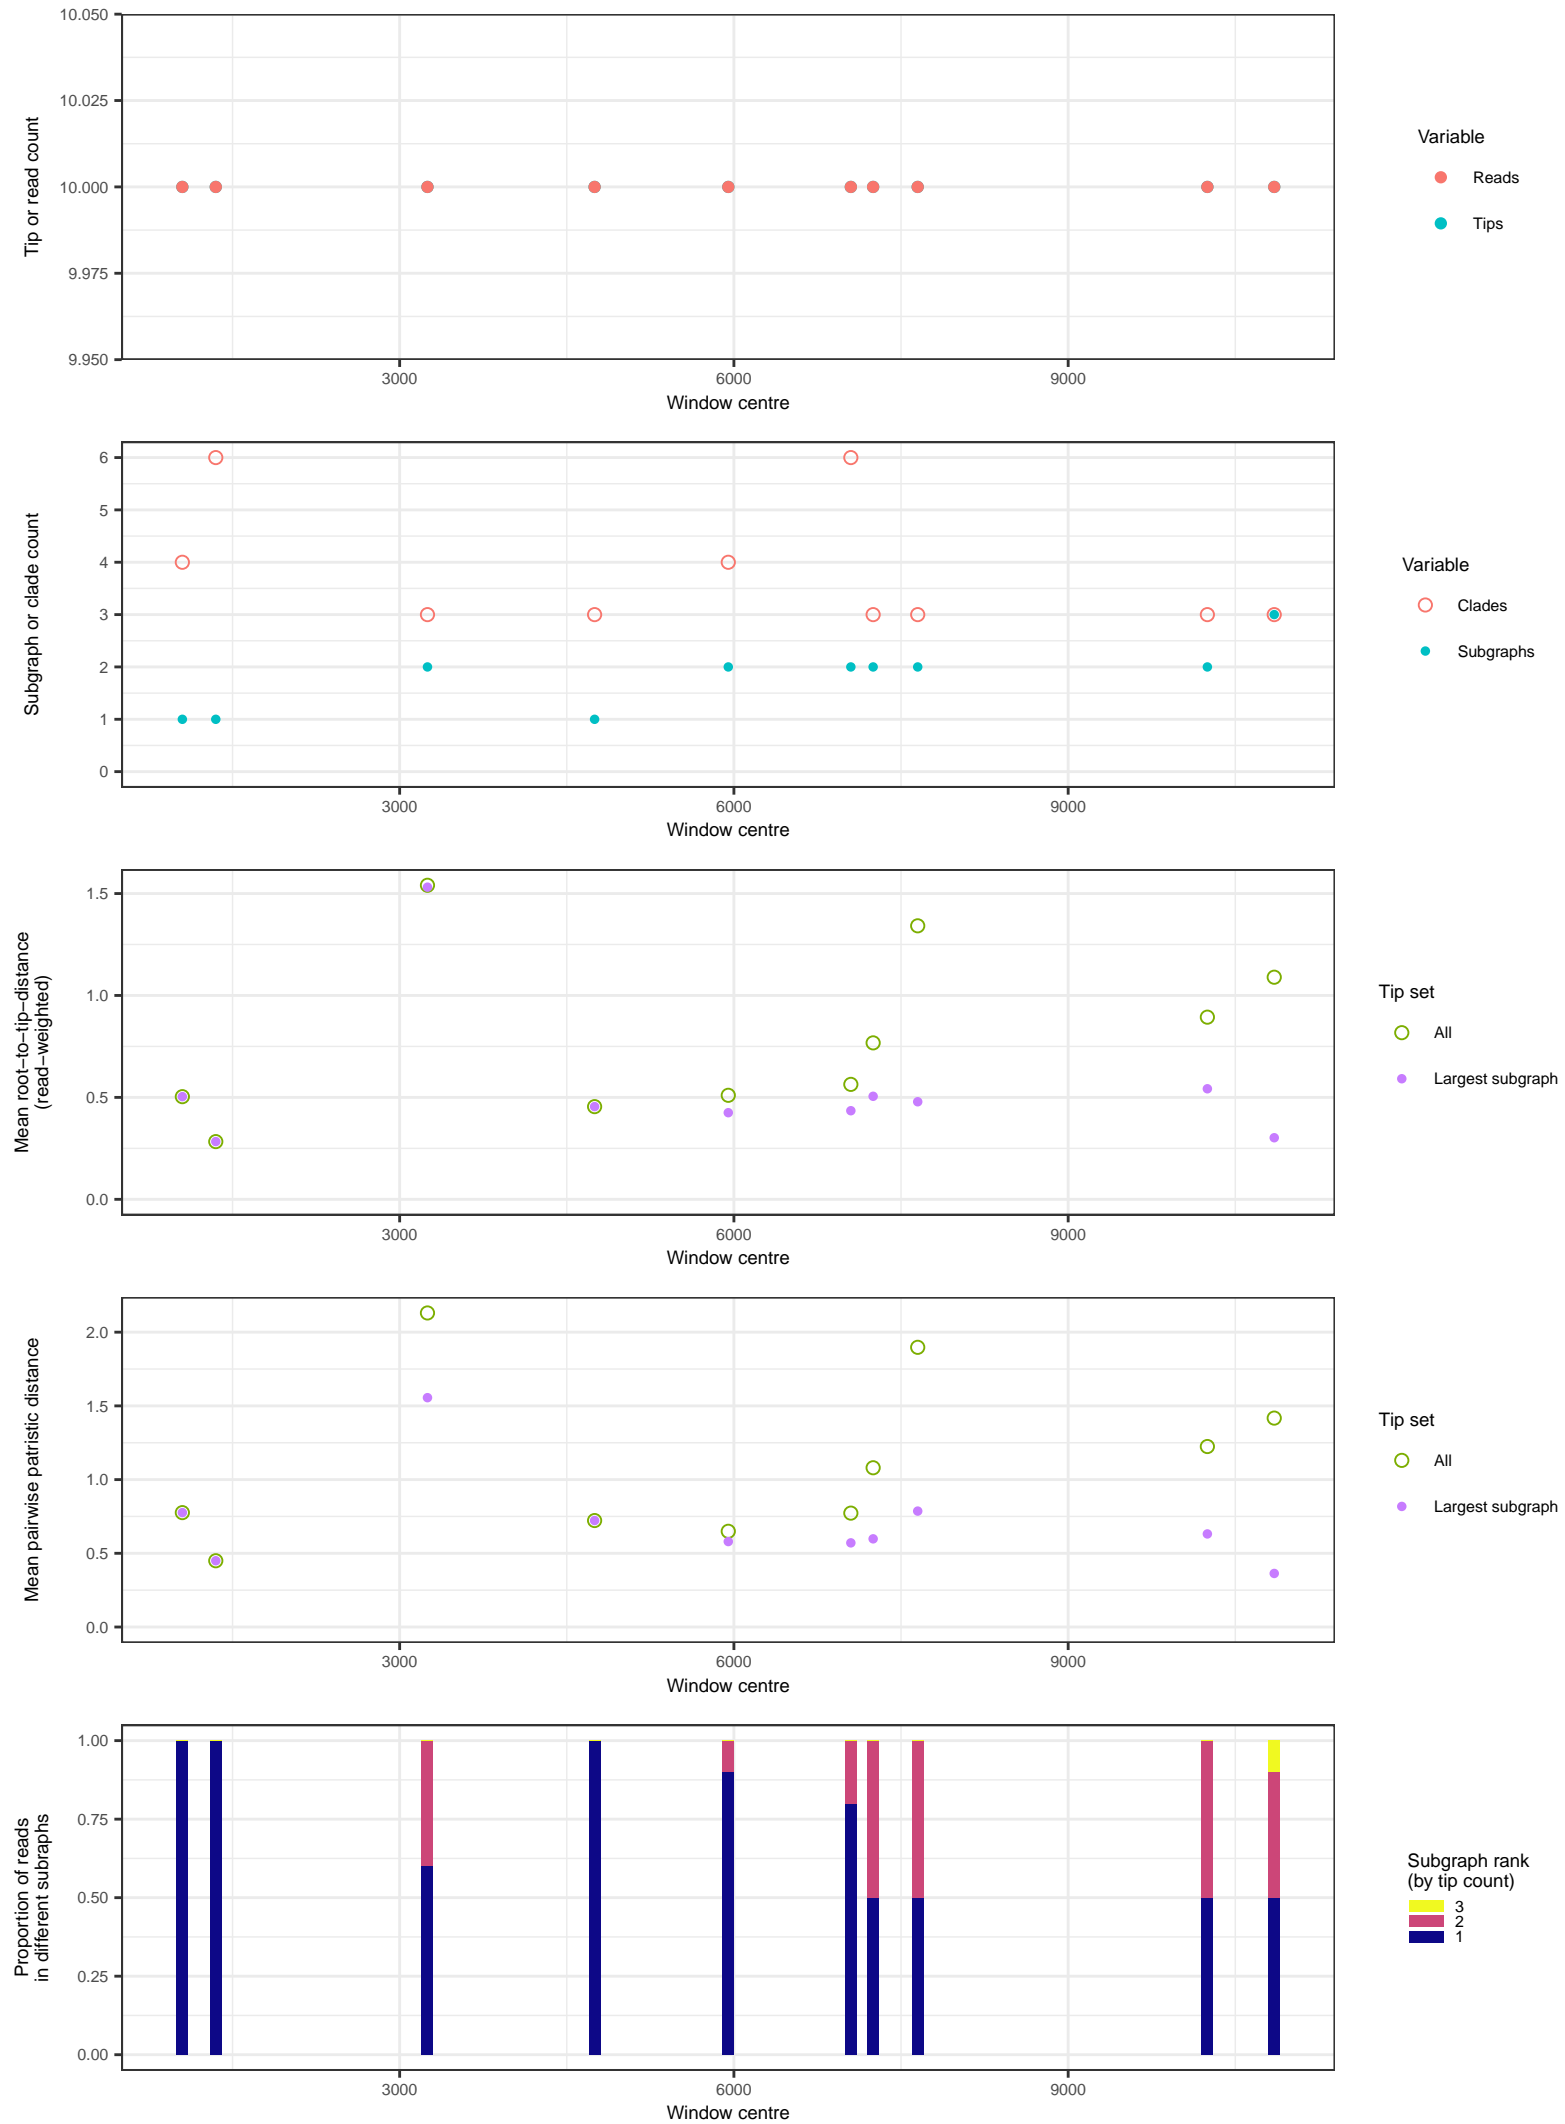 10.050
10.025
10.000
9.975
9.950
Tip or read count
3000
6000
9000
Window centre
Variable
Reads
Tips
6
5
4
3
2
1
0
Subgraph or clade count
3000
6000
9000
Window centre
Variable
Clades
Subgraphs
1.5
1.0
0.5
0.0
Mean root−to−tip−distance
(read−weighted)
3000
6000
9000
Window centre
Tip set
All
Largest subgraph
2.0
1.5
1.0
0.5
0.0
Mean pairwise patristic distance
3000
6000
9000
Window centre
Tip set
All
Largest subgraph
1.00
0.75
0.50
0.25
0.00
Proportion of reads
in different subraphs
3000
6000
9000
Window centre
Subgraph rank
(by tip count)
3
2
1